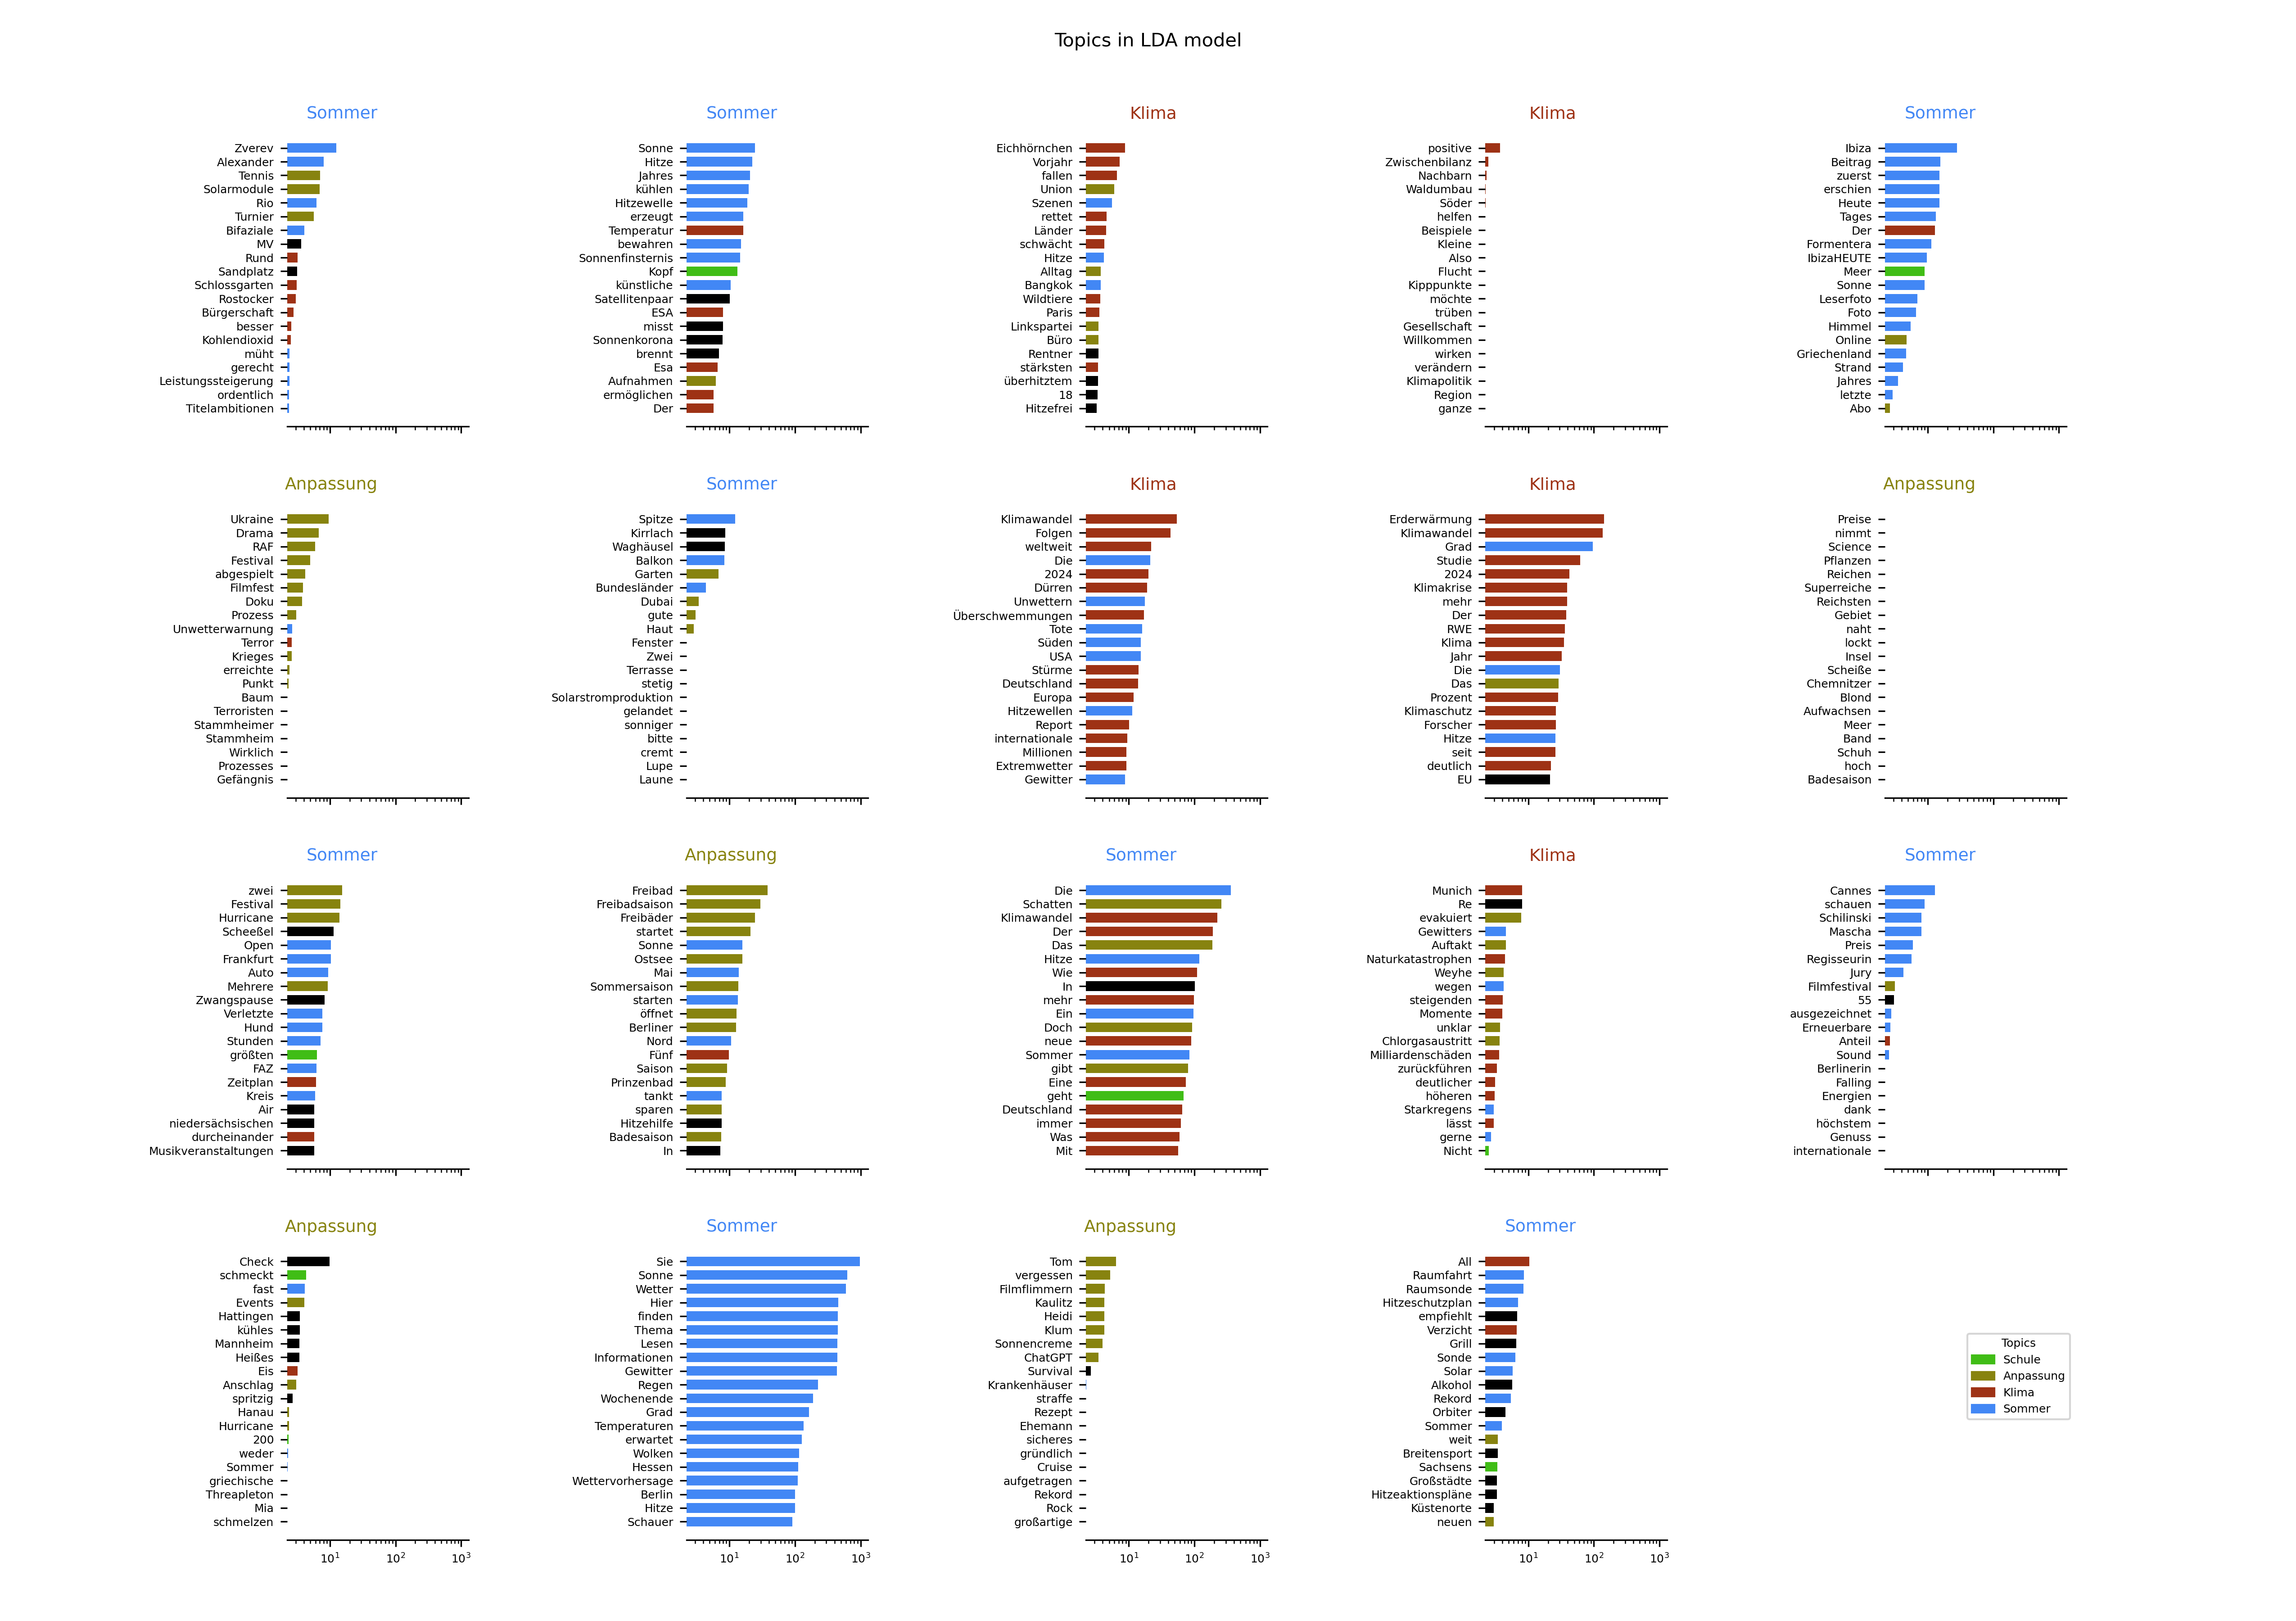 Topics in LDA model
Sommer
Zverev
Alexander
Tennis
Solarmodule
Rio
Turnier
Bifaziale
MV
Rund
Sandplatz
Schlossgarten
Rostocker
Bürgerschaft
besser
Kohlendioxid
müht
gerecht
Leistungssteigerung
ordentlich
Titelambitionen
Sommer
Sonne
Hitze
Jahres
kühlen
Hitzewelle
erzeugt
Temperatur
bewahren
Sonnenfinsternis
Kopf
künstliche
Satellitenpaar
ESA
misst
Sonnenkorona
brennt
Esa
Aufnahmen
ermöglichen
Der
Klima
Eichhörnchen
Vorjahr
fallen
Union
Szenen
rettet
Länder
schwächt
Hitze
Alltag
Bangkok
Wildtiere
Paris
Linkspartei
Büro
Rentner
stärksten
überhitztem
18
Hitzefrei
Klima
positive
Zwischenbilanz
Nachbarn
Waldumbau
Söder
helfen
Beispiele
Kleine
Also
Flucht
Kipppunkte
möchte
trüben
Gesellschaft
Willkommen
wirken
verändern
Klimapolitik
Region
ganze
Sommer
Ibiza
Beitrag
zuerst
erschien
Heute
Tages
Der
Formentera
IbizaHEUTE
Meer
Sonne
Leserfoto
Foto
Himmel
Online
Griechenland
Strand
Jahres
letzte
Abo
Anpassung
Ukraine
Drama
RAF
Festival
abgespielt
Filmfest
Doku
Prozess
Unwetterwarnung
Terror
Krieges
erreichte
Punkt
Baum
Terroristen
Stammheimer
Stammheim
Wirklich
Prozesses
Gefängnis
Sommer
Spitze
Kirrlach
Waghäusel
Balkon
Garten
Bundesländer
Dubai
gute
Haut
Fenster
Zwei
Terrasse
stetig
Solarstromproduktion
gelandet
sonniger
bitte
cremt
Lupe
Laune
Klima
Klimawandel
Folgen
weltweit
Die
2024
Dürren
Unwettern
Überschwemmungen
Tote
Süden
USA
Stürme
Deutschland
Europa
Hitzewellen
Report
internationale
Millionen
Extremwetter
Gewitter
Klima
Erderwärmung
Klimawandel
Grad
Studie
2024
Klimakrise
mehr
Der
RWE
Klima
Jahr
Die
Das
Prozent
Klimaschutz
Forscher
Hitze
seit
deutlich
EU
Anpassung
Preise
nimmt
Science
Pflanzen
Reichen
Superreiche
Reichsten
Gebiet
naht
lockt
Insel
Scheiße
Chemnitzer
Blond
Aufwachsen
Meer
Band
Schuh
hoch
Badesaison
Sommer
zwei
Festival
Hurricane
Scheeßel
Open
Frankfurt
Auto
Mehrere
Zwangspause
Verletzte
Hund
Stunden
größten
FAZ
Zeitplan
Kreis
Air
niedersächsischen
durcheinander
Musikveranstaltungen
Anpassung
Freibad
Freibadsaison
Freibäder
startet
Sonne
Ostsee
Mai
Sommersaison
starten
öffnet
Berliner
Nord
Fünf
Saison
Prinzenbad
tankt
sparen
Hitzehilfe
Badesaison
In
Sommer
Die
Schatten
Klimawandel
Der
Das
Hitze
Wie
In
mehr
Ein
Doch
neue
Sommer
gibt
Eine
geht
Deutschland
immer
Was
Mit
Klima
Munich
Re
evakuiert
Gewitters
Auftakt
Naturkatastrophen
Weyhe
wegen
steigenden
Momente
unklar
Chlorgasaustritt
Milliardenschäden
zurückführen
deutlicher
höheren
Starkregens
lässt
gerne
Nicht
Sommer
Cannes
schauen
Schilinski
Mascha
Preis
Regisseurin
Jury
Filmfestival
55
ausgezeichnet
Erneuerbare
Anteil
Sound
Berlinerin
Falling
Energien
dank
höchstem
Genuss
internationale
Anpassung
Check
schmeckt
fast
Events
Hattingen
kühles
Mannheim
Heißes
Eis
Anschlag
spritzig
Hanau
Hurricane
200
weder
Sommer
griechische
Threapleton
Mia
schmelzen
10¹ 10² 10³
Sommer
Sie
Sonne
Wetter
Hier
finden
Thema
Lesen
Informationen
Gewitter
Regen
Wochenende
Grad
Temperaturen
erwartet
Wolken
Hessen
Wettervorhersage
Berlin
Hitze
Schauer
10¹ 10² 10³
Anpassung
Tom
vergessen
Filmflimmern
Kaulitz
Heidi
Klum
Sonnencreme
ChatGPT
Survival
Krankenhäuser
straffe
Rezept
Ehemann
sicheres
gründlich
Cruise
aufgetragen
Rekord
Rock
großartige
10¹ 10² 10³
Sommer
All
Raumfahrt
Raumsonde
Hitzeschutzplan
empfiehlt
Verzicht
Grill
Sonde
Solar
Alkohol
Rekord
Orbiter
Sommer
weit
Breitensport
Sachsens
Großstädte
Hitzeaktionspläne
Küstenorte
neuen
10¹ 10² 10³
Topics
Schule
Anpassung
Klima
Sommer